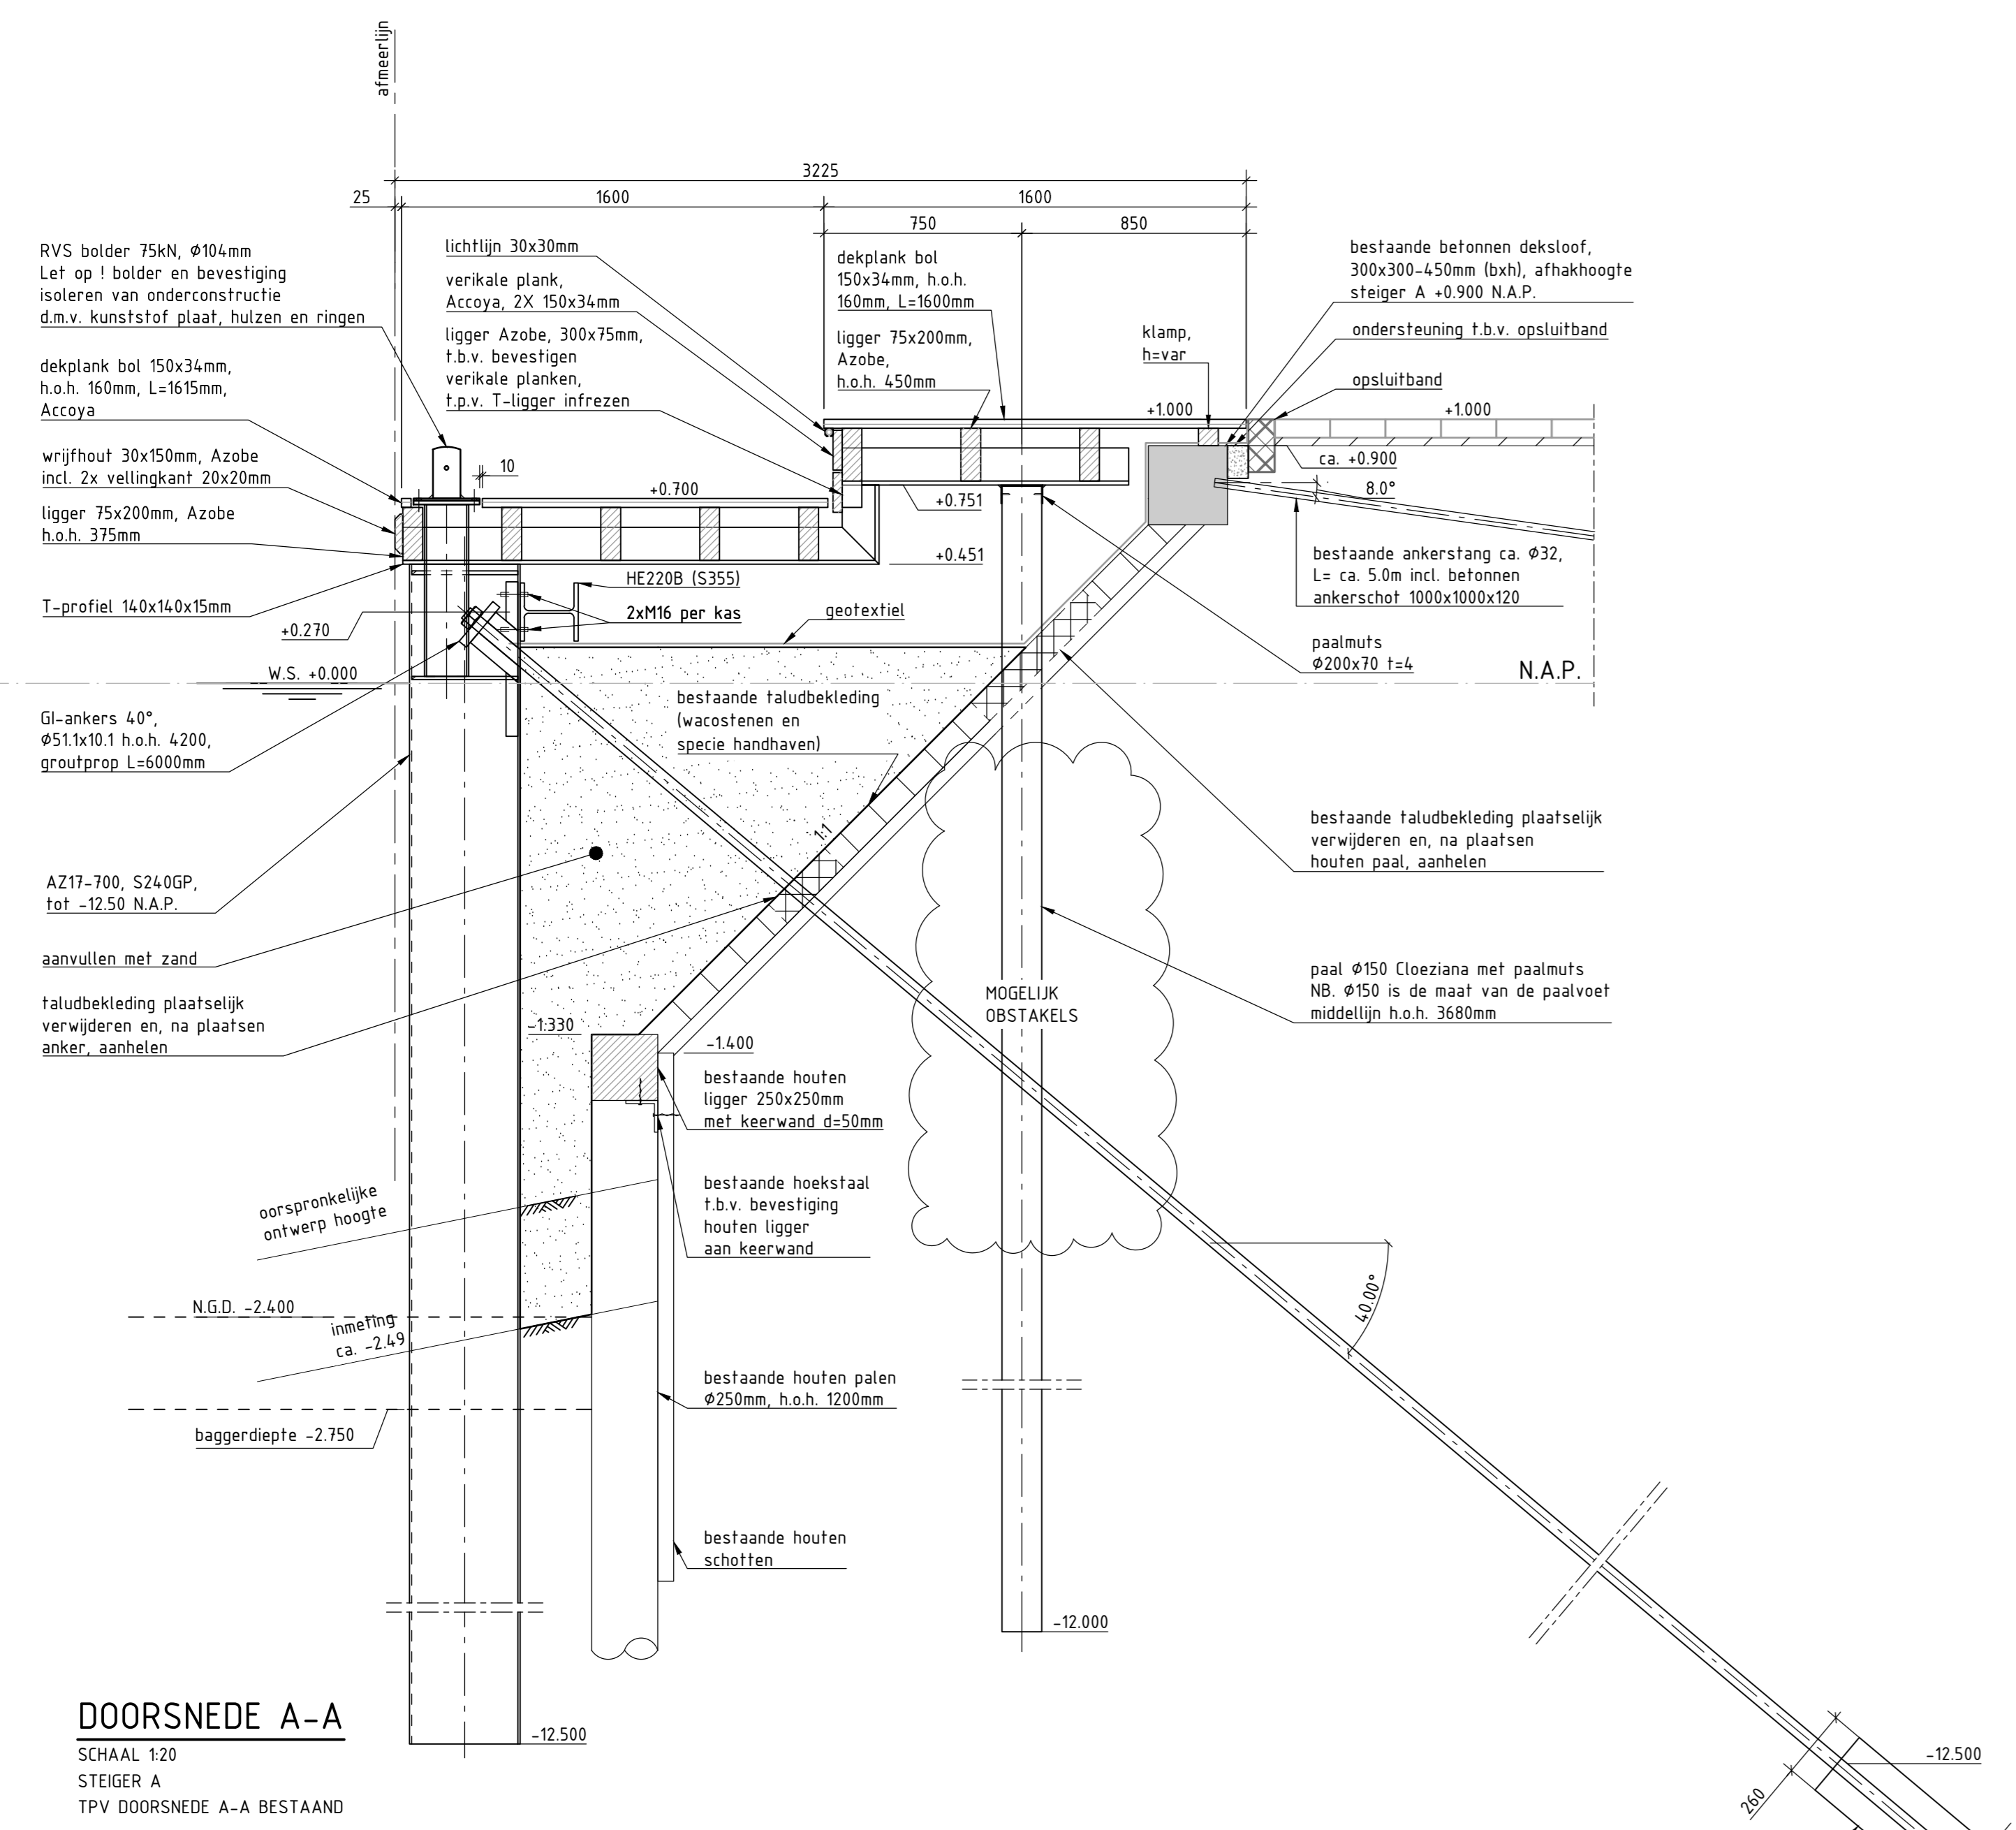 afmeerlijn
3225
25
1600
1600
750
850
RVS bolder 75kN, Ø104mm
Let op ! bolder en bevestiging
isoleren van onderconstructie
d.m.v. kunststof plaat, hulzen en ringen
dekplank bol 150x34mm,
h.o.h. 160mm, L=1615mm,
Accoya
wrijfhout 30x150mm, Azobe
incl. 2x vellingkant 20x20mm
ligger 75x200mm, Azobe
h.o.h. 375mm
T-profiel 140x140x15mm
+0.270
W.S. +0.000
GI-ankers 40°,
Ø51.1x10.1 h.o.h. 4200,
groutprop L=6000mm
AZ17-700, S240GP,
tot -12.50 N.A.P.
aanvullen met zand
taludbekleding plaatselijk
verwijderen en, na plaatsen
anker, aanhelen
lichtlijn 30x30mm
verikale plank,
Accoya, 2X 150x34mm
ligger Azobe, 300x75mm,
t.b.v. bevestigen
verikale planken,
t.p.v. T-ligger infrezen
10
+0.700
HE220B (S355)
2xM16 per kas
geotextiel
dekplank bol
150x34mm, h.o.h.
160mm, L=1600mm
ligger 75x200mm,
Azobe,
h.o.h. 450mm
klamp,
h=var
+1.000
+0.751
+0.451
bestaande betonnen deksloof,
300x300-450mm (bxh), afhakhoogte
steiger A +0.900 N.A.P.
ondersteuning t.b.v. opsluitband
opsluitband
+1.000
ca. +0.900
8.0°
bestaande ankerstang ca. Ø32,
L= ca. 5.0m incl. betonnen
ankerschot 1000x1000x120
paalmuts
Ø200x70 t=4
N.A.P.
bestaande taludbekleding
(wacostenen en
specie handhaven)
1:1
bestaande taludbekleding plaatselijk
verwijderen en, na plaatsen
houten paal, aanhelen
paal Ø150 Cloeziana met paalmuts
NB. Ø150 is de maat van de paalvoet
middellijn h.o.h. 3680mm
MOGELIJK
OBSTAKELS
-1.330
-1.400
bestaande houten
ligger 250x250mm
met keerwand d=50mm
bestaande hoekstaal
t.b.v. bevestiging
houten ligger
aan keerwand
oorspronkelijke
ontwerp hoogte
N.G.D. -2.400
inmeting
ca. -2.49
baggerdiepte -2.750
bestaande houten palen
Ø250mm, h.o.h. 1200mm
bestaande houten
schotten
40.00°
-12.000
-12.500
-12.500
260
DOORSNEDE A-A
SCHAAL 1:20
STEIGER A
TPV DOORSNEDE A-A BESTAAND